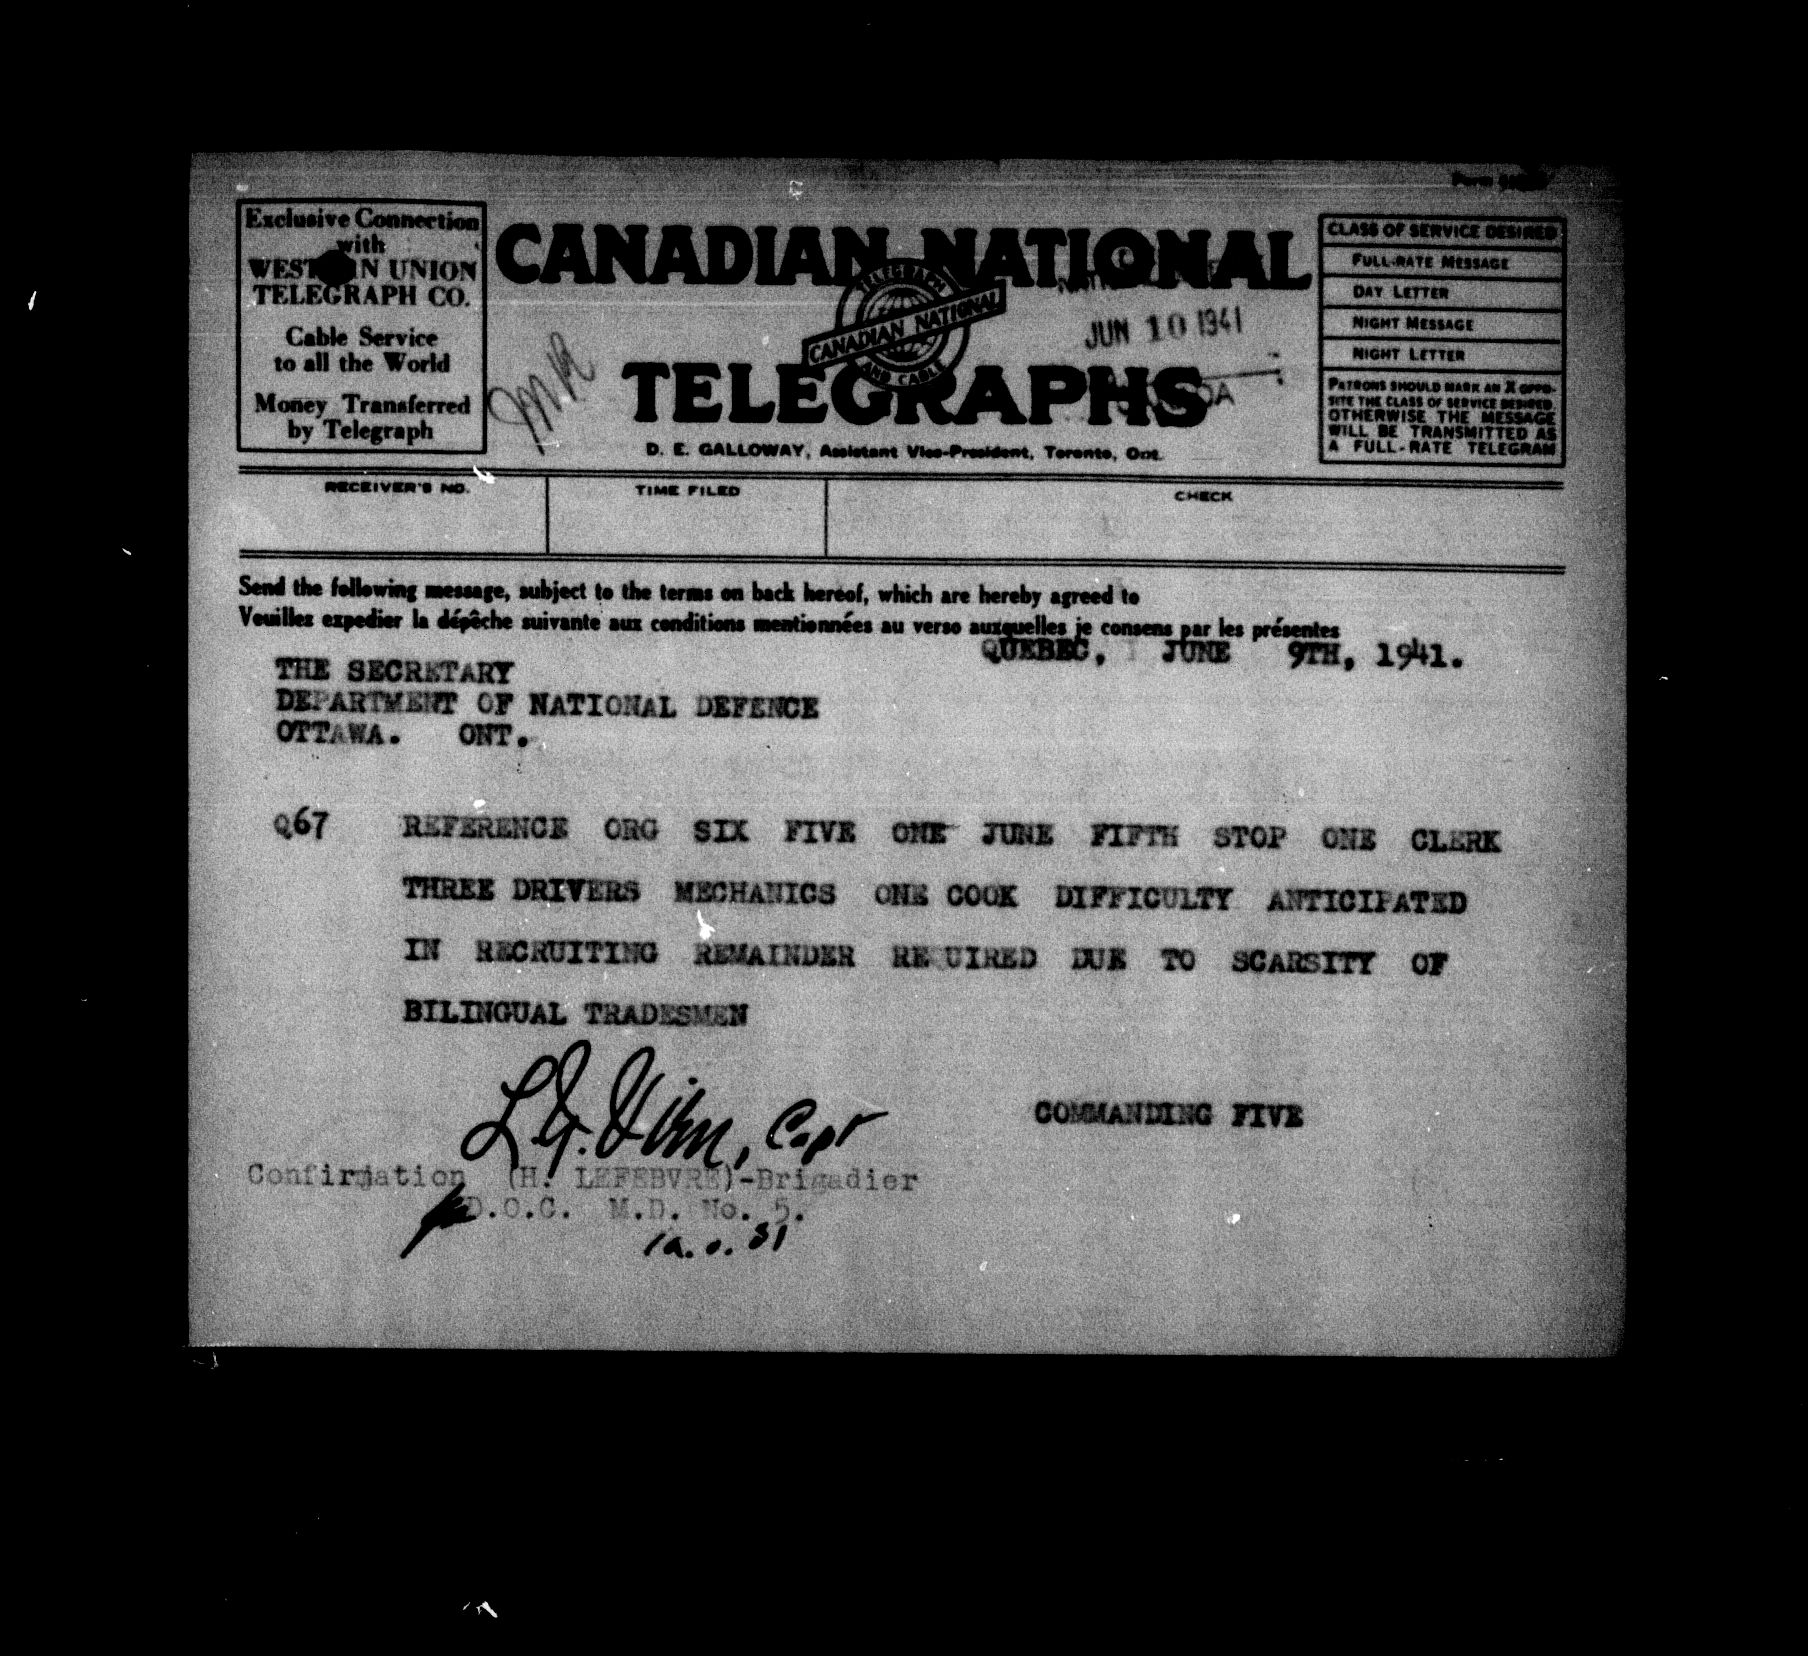 Exclusive Connection
with
WESTERN UNION
TELEGRAPH CO.
Cable Service
to all the World
Money Transferred
by Telegraph
CANADIAN NATIONAL
TELEGRAPH
CANADIAN NATIONAL
AND CABLE
TELEGRAPHS
D. E. GALLOWAY, Assistant Vice-President, Toronto, Ont.
JUN 10 1941
Form
CLASS OF SERVICE DESIRED
FULL-RATE MESSAGE
DAY LETTER
NIGHT MESSAGE
NIGHT LETTER
PATRONS SHOULD MARK AN X OPPO-
SITE THE CLASS OF SERVICE DESIRED
OTHERWISE THE MESSAGE
WILL BE TRANSMITTED AS
A FULL-RATE TELEGRAM
RECEIVER'S NO. TIME FILED CHECK
Send the following message, subject to the terms on back hereof, which are hereby agreed to
Veuillez expedier la dépêche suivante aux conditions mentionnées au verso auxquelles je consens par les présentes
QUEBEC, JUNE 9TH, 1941.
THE SECRETARY
DEPARTMENT OF NATIONAL DEFENCE
OTTAWA. ONT.
Q67 REFERENCE ORG SIX FIVE ONE JUNE FIFTH STOP ONE CLERK
THREE DRIVERS MECHANICS ONE COOK DIFFICULTY ANTICIPATED
IN RECRUITING REMAINDER REQUIRED DUE TO SCARSITY OF
BILINGUAL TRADESMEN
Capt
COMMANDING FIVE
Confirmation (H. LEFEBVRE)-Brigadier
D.O.C. M.D. No. 5.